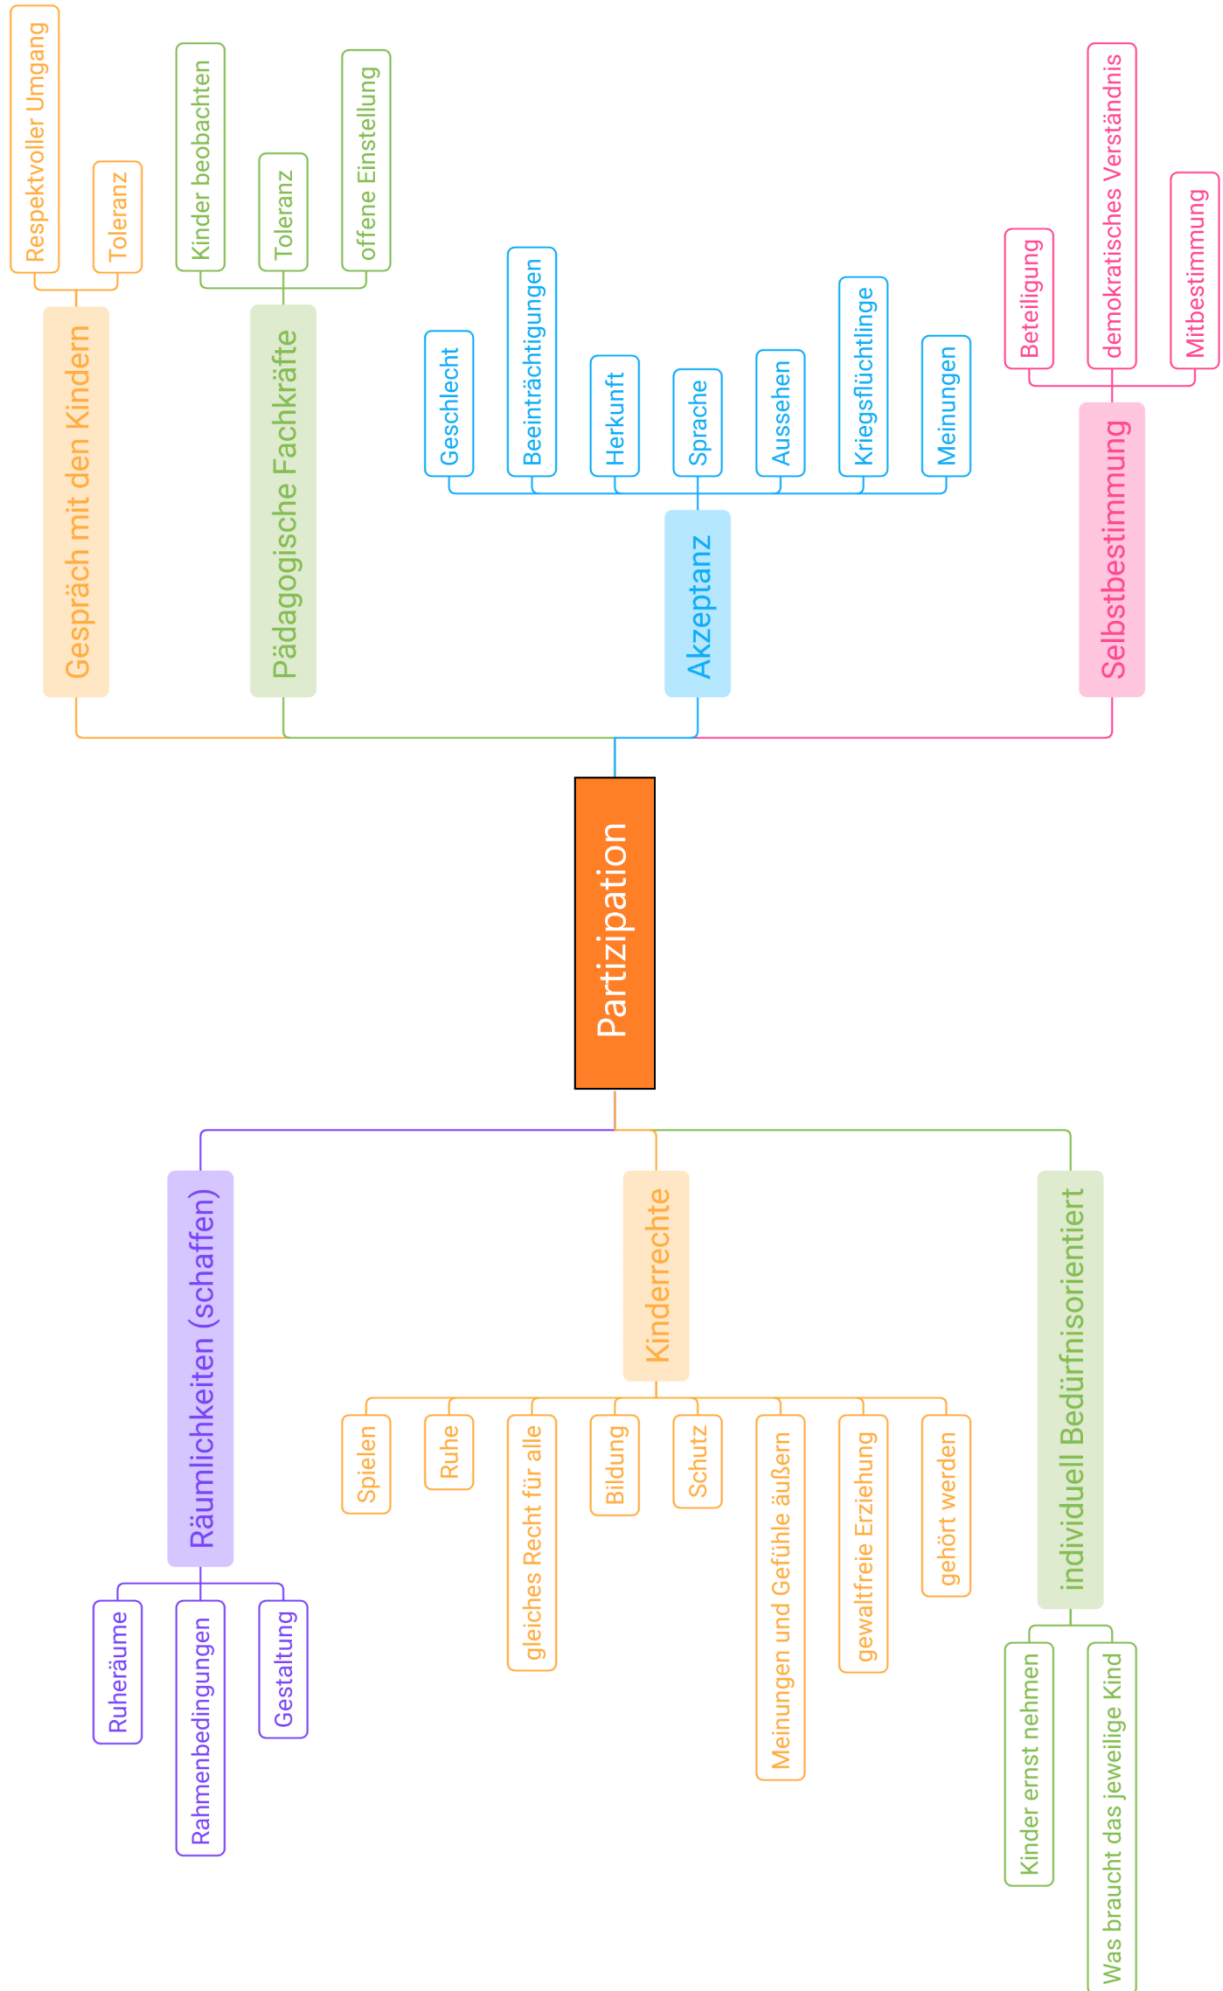 Partizipation
Gespräch mit den Kindern
Respektvoller Umgang
Toleranz
Pädagogische Fachkräfte
Kinder beobachten
Toleranz
offene Einstellung
Akzeptanz
Geschlecht
Beeinträchtigungen
Herkunft
Sprache
Aussehen
Kriegsflüchtlinge
Meinungen
Selbstbestimmung
Beteiligung
demokratisches Verständnis
Mitbestimmung
Räumlichkeiten (schaffen)
Ruheräume
Rahmenbedingungen
Gestaltung
Kinderrechte
Spielen
Ruhe
gleiches Recht für alle
Bildung
Schutz
Meinungen und Gefühle äußern
gewaltfreie Erziehung
gehört werden
individuell Bedürfnisorientiert
Kinder ernst nehmen
Was braucht das jeweilige Kind